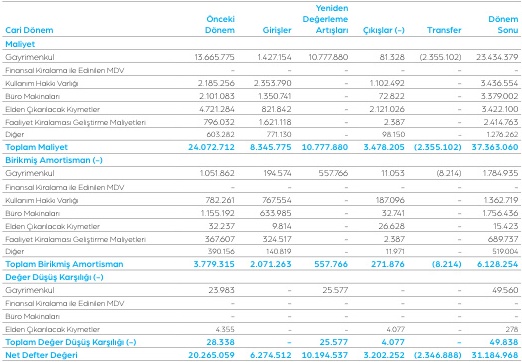 Cari Dönem Önceki Dönem Girişler Yeniden Değerleme Artışları Çıkışlar (-) Transfer Dönem Sonu
Maliyet
Gayrimenkul 13.665.775 1.427.154 10.777.880 81.328 (2.355.102) 23.434.379
Finansal Kiralama ile Edinilen MDV – – – – – –
Kullanım Hakkı Varlığı 2.185.256 2.353.790 – 1.102.492 – 3.436.554
Büro Makinaları 2.101.083 1.350.741 – 72.822 – 3.379.002
Elden Çıkarılacak Kıymetler 4.721.284 821.842 – 2.121.026 – 3.422.100
Faaliyet Kiralaması Geliştirme Maliyetleri 796.032 1.621.118 – 2.387 – 2.414.763
Diğer 603.282 771.130 – 98.150 – 1.276.262
Toplam Maliyet 24.072.712 8.345.775 10.777.880 3.478.205 (2.355.102) 37.363.060
Birikmiş Amortisman (-)
Gayrimenkul 1.051.862 194.574 557.766 11.053 (8.214) 1.784.935
Finansal Kiralama ile Edinilen MDV – – – – – –
Kullanım Hakkı Varlığı 782.261 767.554 – 187.096 – 1.362.719
Büro Makinaları 1.155.192 633.985 – 32.741 – 1.756.436
Elden Çıkarılacak Kıymetler 32.237 9.814 – 26.628 – 15.423
Faaliyet Kiralaması Geliştirme Maliyetleri 367.607 324.517 – 2.387 – 689.737
Diğer 390.156 140.819 – 11.971 – 519.004
Toplam Birikmiş Amortisman 3.779.315 2.071.263 557.766 271.876 (8.214) 6.128.254
Değer Düşüş Karşılığı (-)
Gayrimenkul 23.983 – 25.577 – – 49.560
Finansal Kiralama ile Edinilen MDV – – – – – –
Büro Makinaları – – – – – –
Elden Çıkarılacak Kıymetler 4.355 – – 4.077 – 278
Toplam Değer Düşüş Karşılığı (-) 28.338 – 25.577 4.077 – 49.838
Net Defter Değeri 20.265.059 6.274.512 10.194.537 3.202.252 (2.346.888) 31.184.968